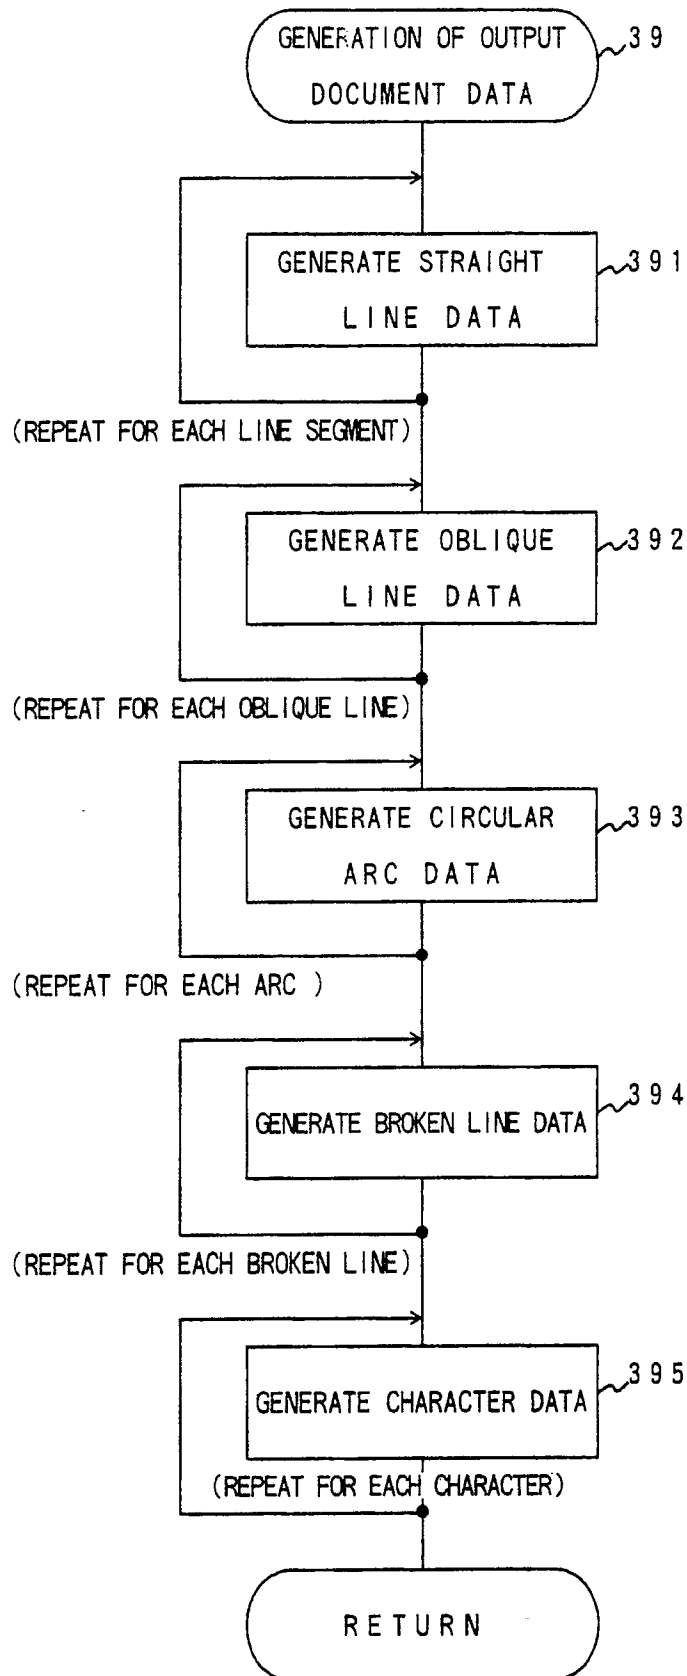 GENERATION OF OUTPUT
39
DOCUMENT DATA
GENERATE STRAIGHT
391
LINE DATA
(REPEAT FOR EACH LINE SEGMENT)
GENERATE OBLIQUE
392
LINE DATA
(REPEAT FOR EACH OBLIQUE LINE)
GENERATE CIRCULAR
393
ARC DATA
(REPEAT FOR EACH ARC )
394
GENERATE BROKEN LINE DATA
(REPEAT FOR EACH BROKEN LINE)
395
GENERATE CHARACTER DATA
(REPEAT FOR EACH CHARACTER)
RETURN